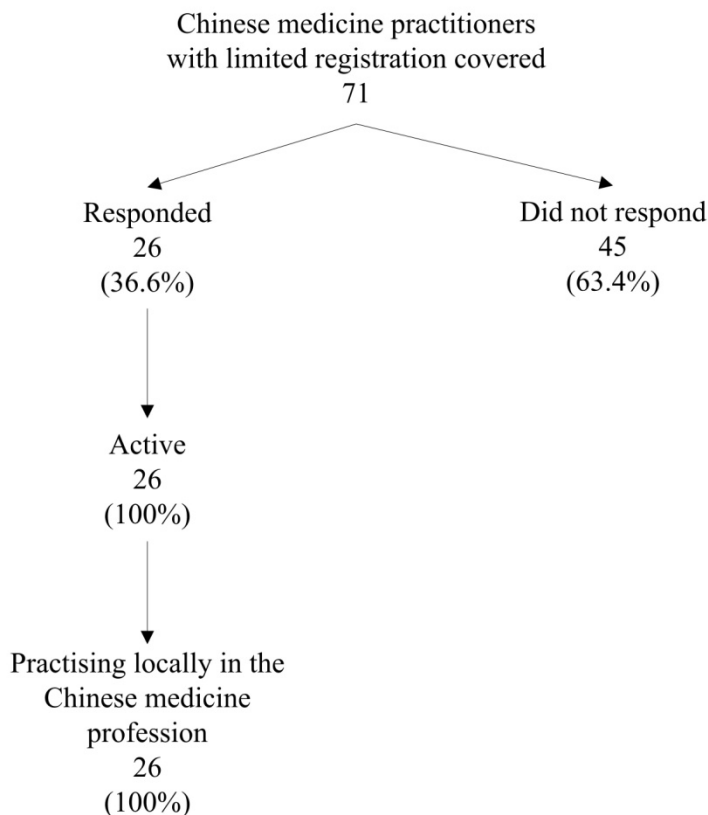 Chinese medicine practitioners
with limited registration covered
71
Responded
26
(36.6%)
Did not respond
45
(63.4%)
Active
26
(100%)
Practising locally in the
Chinese medicine
profession
26
(100%)